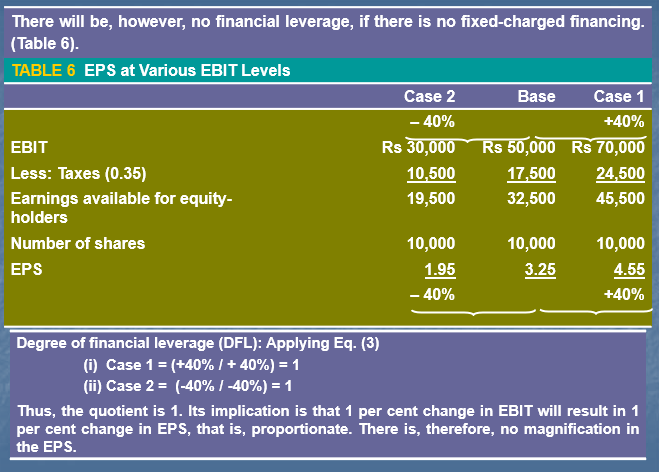 There will be, however, no financial leverage, if there is no fixed-charged financing.
(Table 6).
TABLE 6 EPS at Various EBIT Levels
Case 2 Base Case 1
– 40% +40%
EBIT Rs 30,000 Rs 50,000 Rs 70,000
Less: Taxes (0.35) 10,500 17,500 24,500
Earnings available for equity- 19,500 32,500 45,500
holders
Number of shares 10,000 10,000 10,000
EPS 1.95 3.25 4.55
– 40% +40%
Degree of financial leverage (DFL): Applying Eq. (3)
(i) Case 1 = (+40% / + 40%) = 1
(ii) Case 2 = (-40% / -40%) = 1
Thus, the quotient is 1. Its implication is that 1 per cent change in EBIT will result in 1
per cent change in EPS, that is, proportionate. There is, therefore, no magnification in
the EPS.